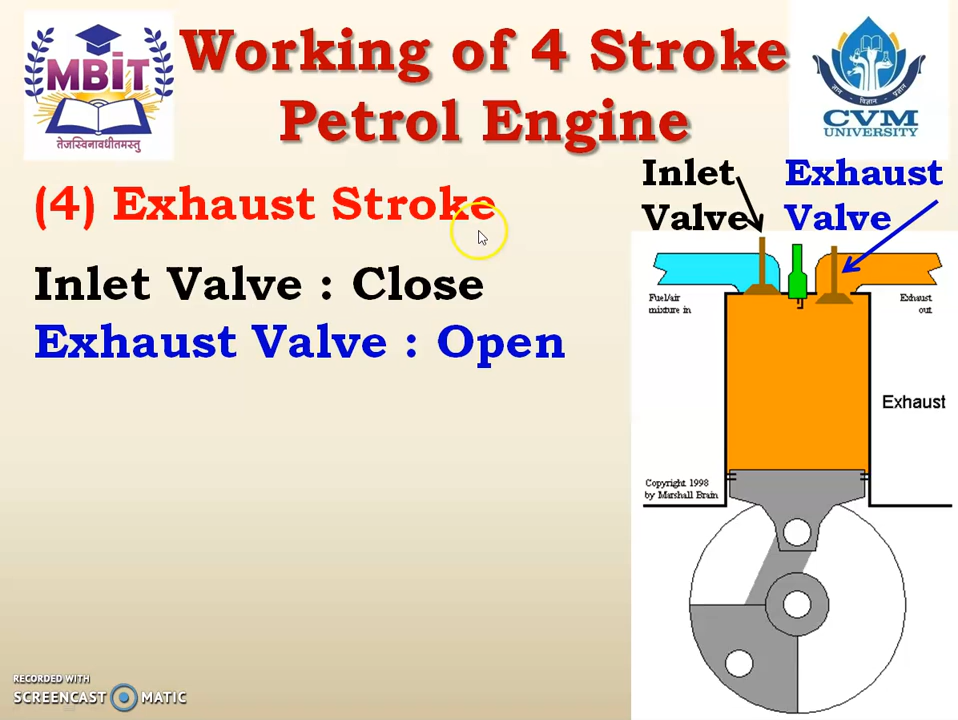 MBIT
तेजस्विनावधीतमस्तु
Working of 4 Stroke
Petrol Engine
ज्ञान • विज्ञान • प्रज्ञान
CVM
UNIVERSITY
(4) Exhaust Stroke
Inlet Valve : Close
Exhaust Valve : Open
Inlet
Valve
Exhaust
Valve
Fuel/air
mixture in
Exhaust
out
Exhaust
Copyright 1998
by Marshall Brain
RECORDED WITH
SCREENCAST MATIC